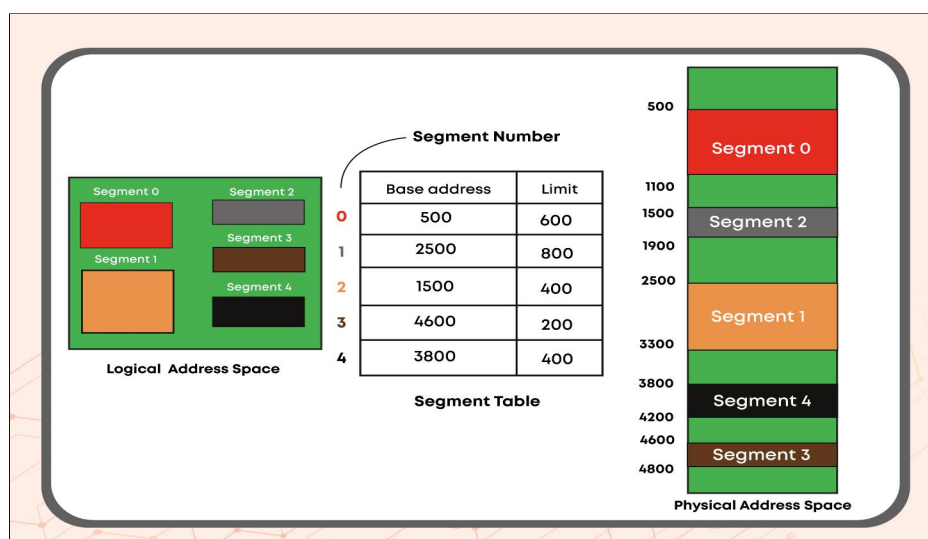 Segment Number
Segment 0
Segment 2
Segment 3
Segment 1
Segment 4
Logical Address Space
Base address Limit
0 500 600
1 2500 800
2 1500 400
3 4600 200
4 3800 400
Segment Table
500
Segment 0
1100
1500
Segment 2
1900
2500
Segment 1
3300
3800
Segment 4
4200
4600
Segment 3
4800
Physical Address Space